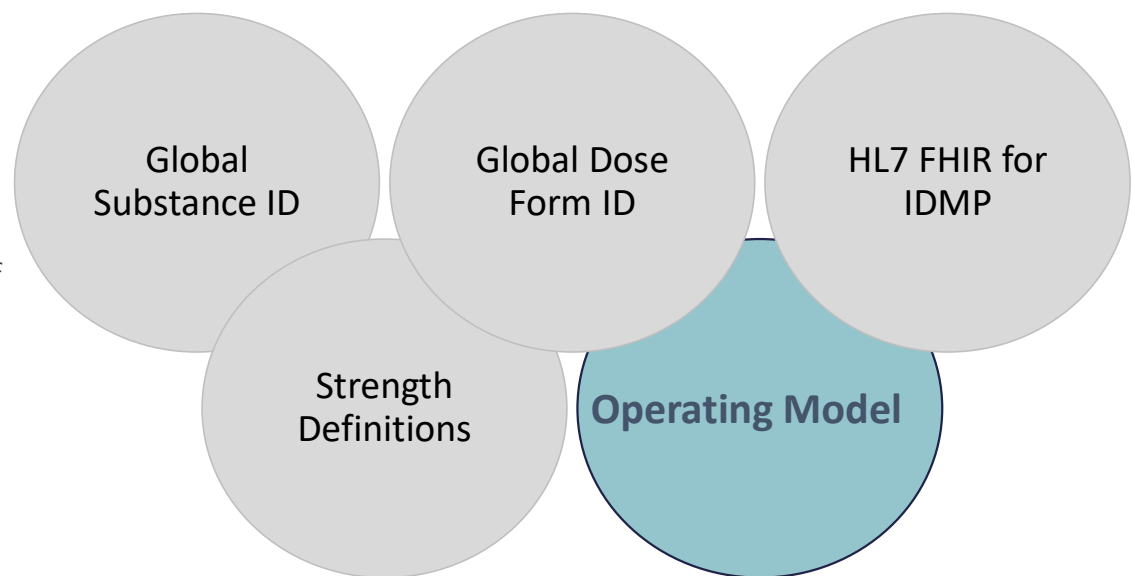 Global
Substance ID
Global Dose
Form ID
HL7 FHIR for
IDMP
Strength
Definitions
Operating Model